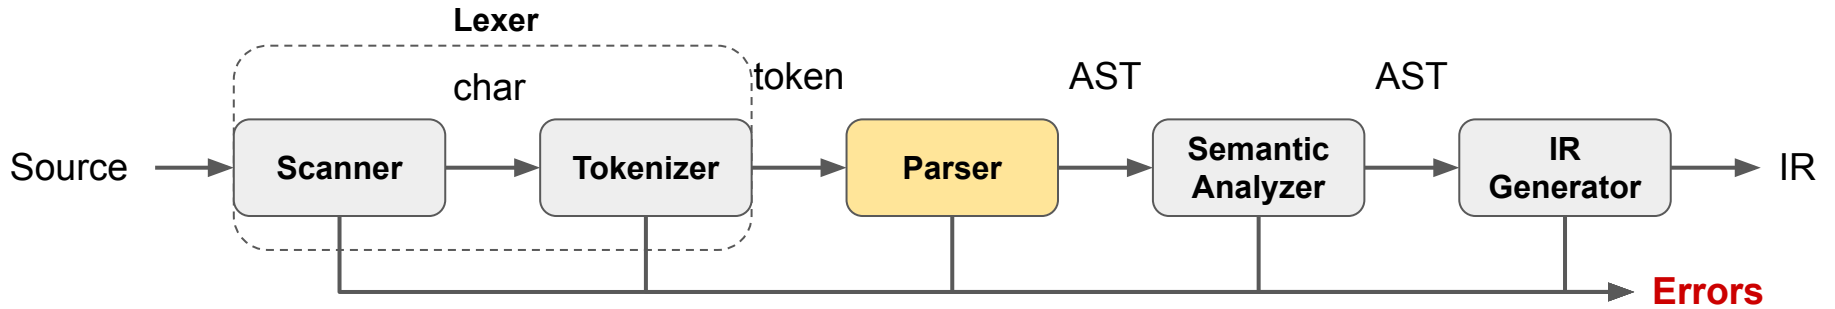 Lexer
char
token
AST
AST
Source
Scanner
Tokenizer
Parser
Semantic
Analyzer
IR
Generator
IR
Errors